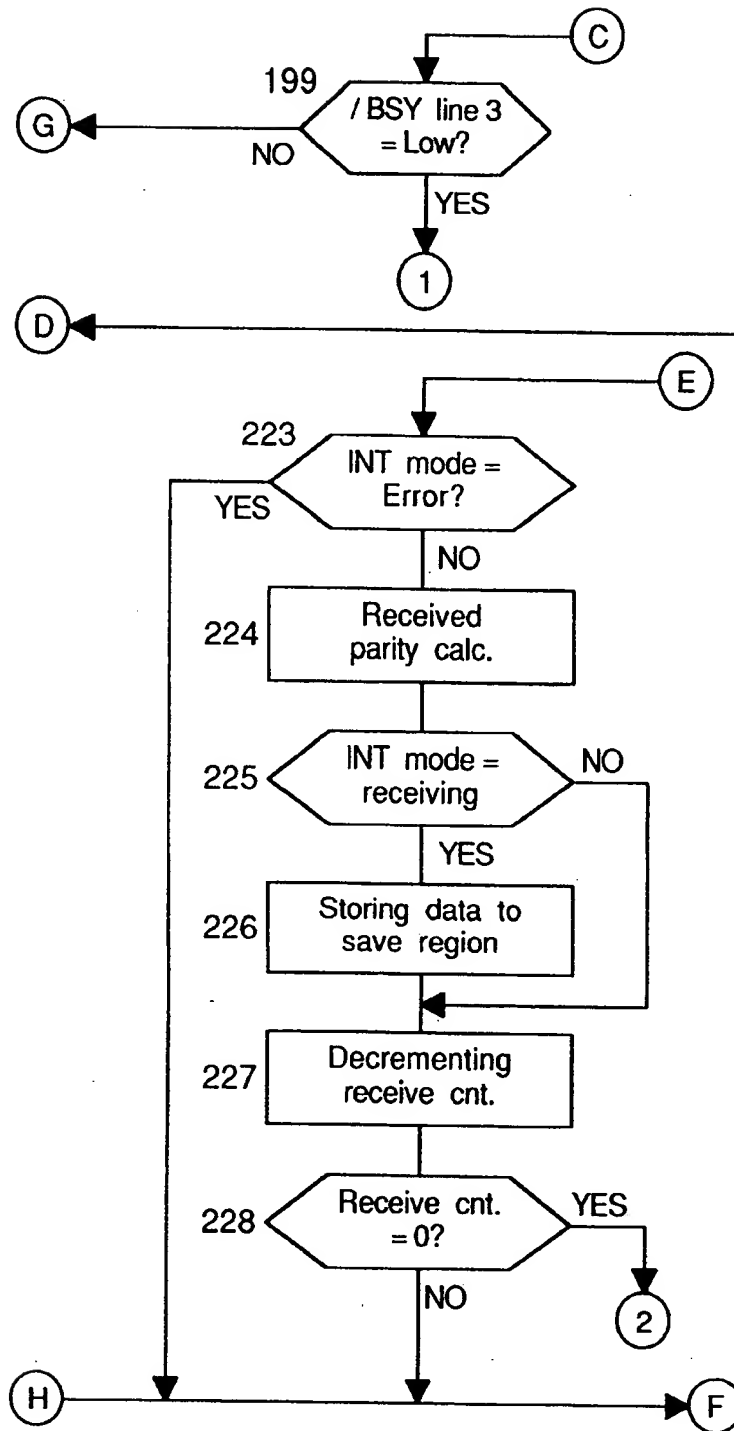 C
199
/ BSY line 3
= Low?
G
NO
YES
1
D
E
223
INT mode =
Error?
YES
NO
224
Received
parity calc.
225
INT mode =
receiving
NO
YES
226
Storing data to
save region
227
Decrementing
receive cnt.
228
Receive cnt.
= 0?
YES
NO
2
H
F